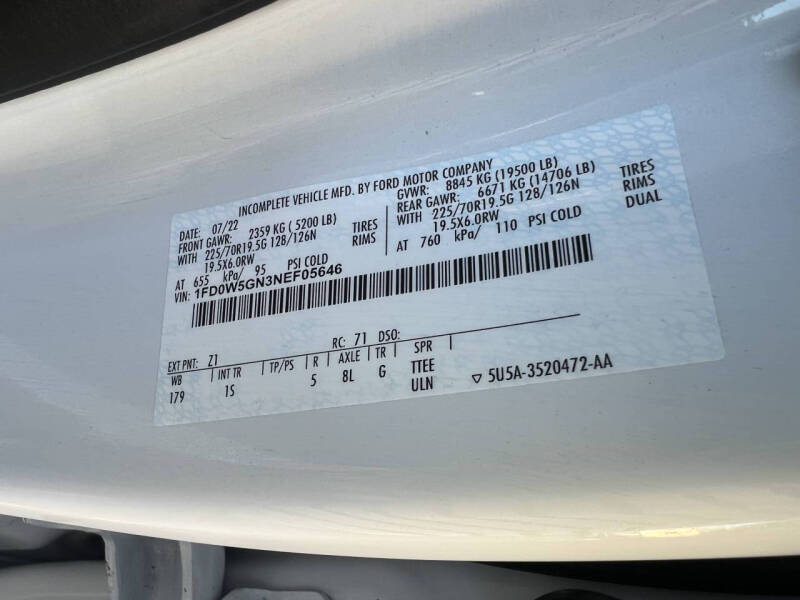 INCOMPLETE VEHICLE MFD. BY FORD MOTOR COMPANY
DATE: 07/22 GVWR: 8845 KG (19500 LB)
FRONT GAWR: 2359 KG (5200 LB) REAR GAWR: 6671 KG (14706 LB)
WITH 225/70R19.5G 128/126N TIRES WITH 225/70R19.5G 128/126N TIRES
19.5X6.0RW RIMS 19.5X6.0RW RIMS
AT 655 kPa/ 95 PSI COLD AT 760 kPa/ 110 PSI COLD DUAL
VIN: 1FD0W5GN3NEF05646
EXT PNT: Z1 RC: 71 DSO:
WB INT TR TP/PS R AXLE TR SPR
179 1S 5 8L G TTEE
ULN ▽ 5U5A-3520472-AA